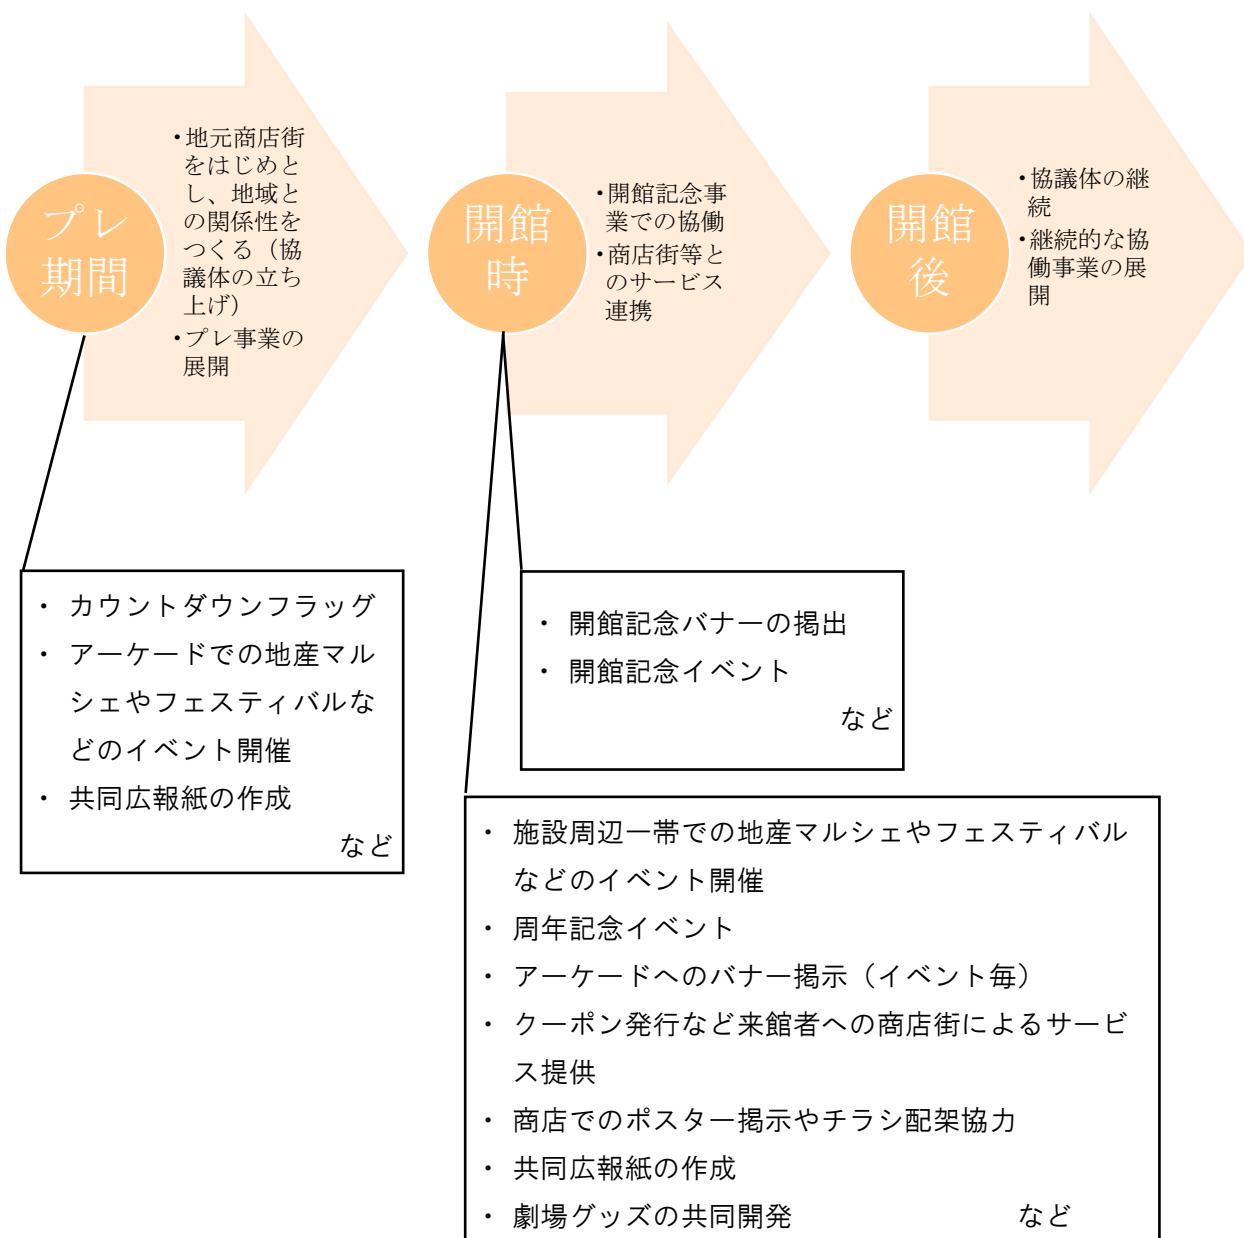 プレ
期間
・地元商店街
をはじめと
し、地域と
の関係性を
つくる（協
議体の立ち
上げ）
・プレ事業の
展開
開館
時
・開館記念事
業での協働
・商店街等と
のサービス
連携
開館
後
・協議体の継
続
・継続的な協
働事業の展
開
・ カウントダウンフラッグ
・ アーケードでの地産マル
シェやフェスティバルな
どのイベント開催
・ 共同広報紙の作成
など
・ 開館記念バナーの掲出
・ 開館記念イベント
など
・ 施設周辺一帯での地産マルシェやフェスティバル
などのイベント開催
・ 周年記念イベント
・ アーケードへのバナー掲示（イベント毎）
・ クーポン発行など来館者への商店街によるサービ
ス提供
・ 商店でのポスター掲示やチラシ配架協力
・ 共同広報紙の作成
・ 劇場グッズの共同開発 など